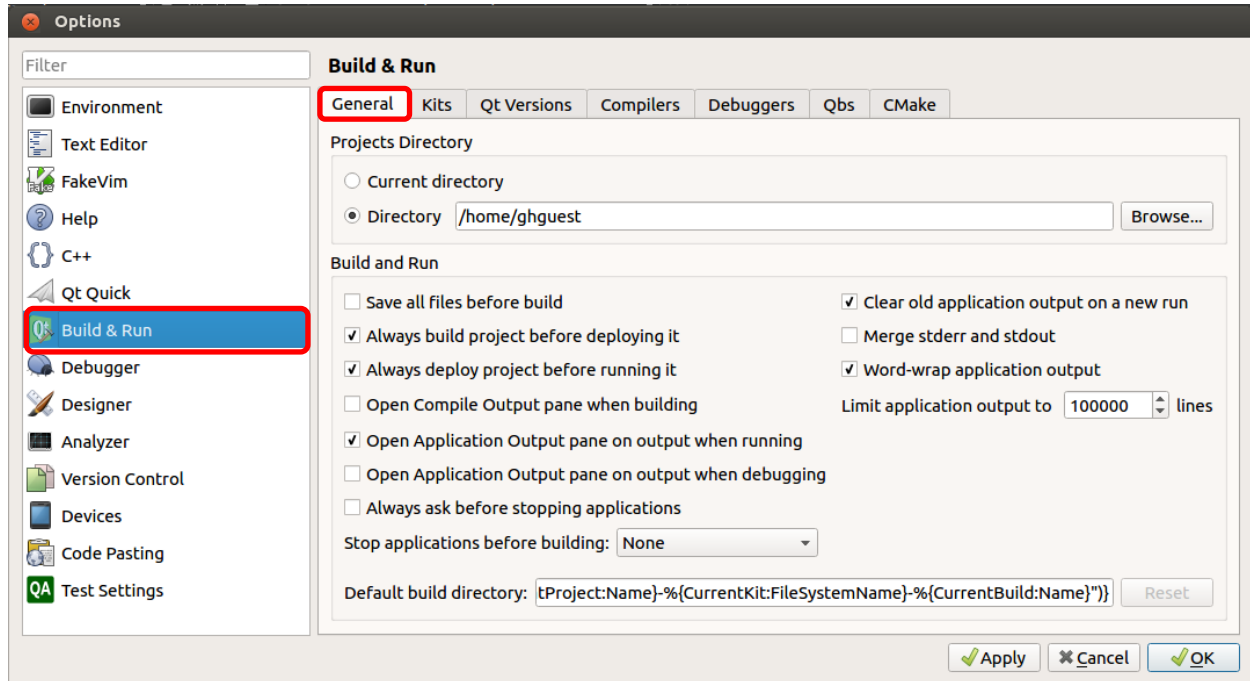 Options
Filter
Environment
Text Editor
FakeVim
Help
C++
Qt Quick
Build & Run
Debugger
Designer
Analyzer
Version Control
Devices
Code Pasting
QA Test Settings
Build & Run
General Kits Qt Versions Compilers Debuggers Qbs CMake
Projects Directory
Current directory
Directory /home/ghguest Browse...
Build and Run
Save all files before build
Always build project before deploying it
Always deploy project before running it
Open Compile Output pane when building
Open Application Output pane on output when running
Open Application Output pane on output when debugging
Always ask before stopping applications
Stop applications before building: None
Clear old application output on a new run
Merge stderr and stdout
Word-wrap application output
Limit application output to 100000 lines
Default build directory: tProject:Name}-%{CurrentKit:FileSystemName}-%{CurrentBuild:Name}")} Reset
Apply Cancel OK